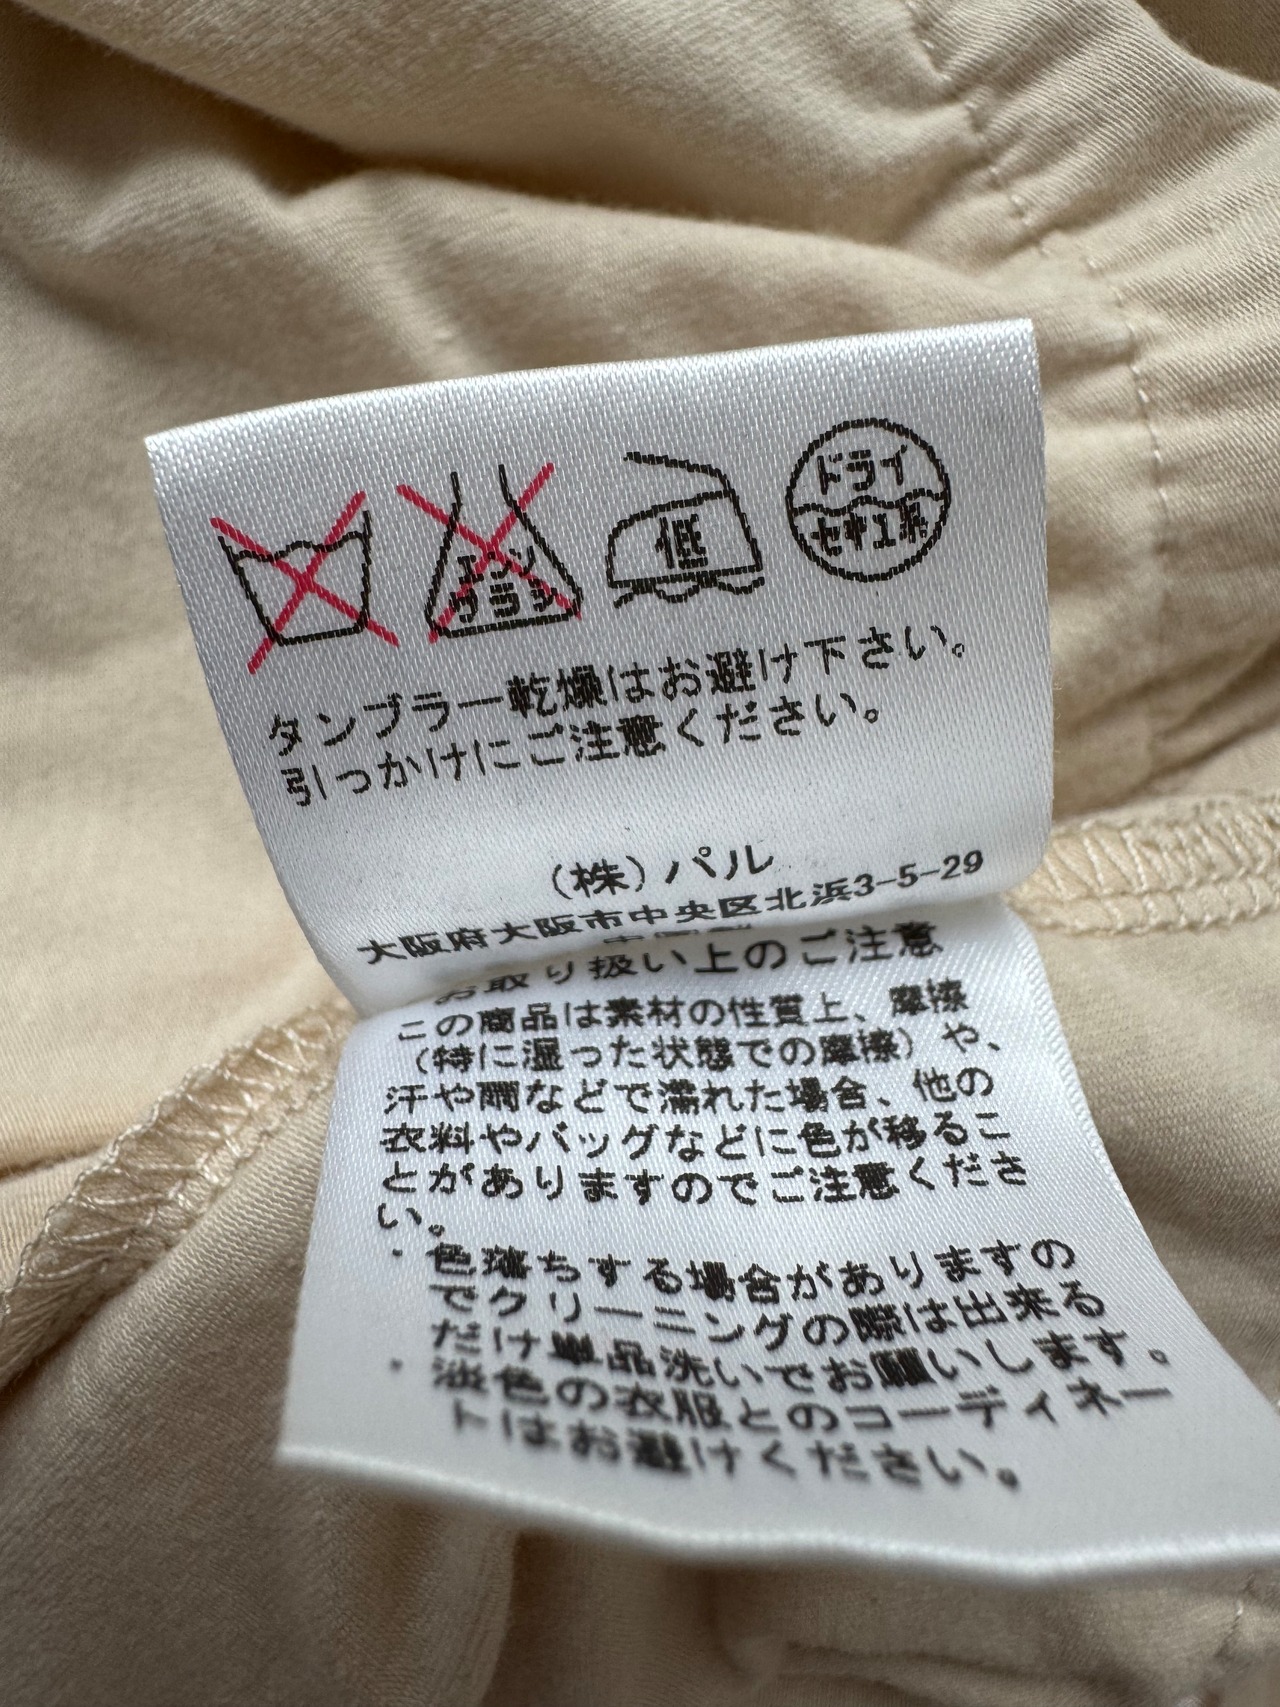 エンソ
サラシ
低
ドライ
セキユ系
タンブラー乾燥はお避け下さい。
引っかけにご注意ください。
(株)パル
大阪府大阪市中央区北浜3-5-29
お取り扱い上のご注意
この商品は素材の性質上、摩擦
(特に湿った状態での摩擦)や、
汗や雨などで濡れた場合、他の
衣料やバッグなどに色が移るこ
とがありますのでご注意くださ
い。
・色落ちする場合がありますの
でクリーニングの際は出来る
だけ単品洗いでお願いします。
・淡色の衣服とのコーディネー
トはお避けください。